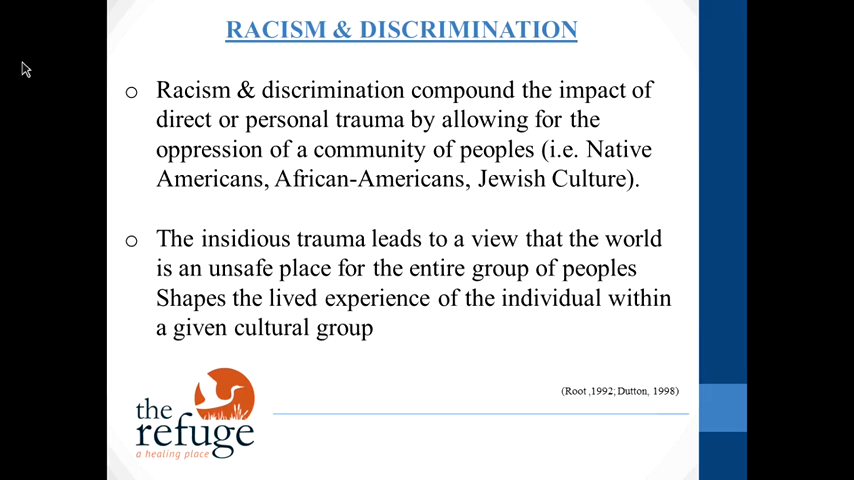 RACISM & DISCRIMINATION
o Racism & discrimination compound the impact of
direct or personal trauma by allowing for the
oppression of a community of peoples (i.e. Native
Americans, African-Americans, Jewish Culture).
o The insidious trauma leads to a view that the world
is an unsafe place for the entire group of peoples
Shapes the lived experience of the individual within
a given cultural group
(Root ,1992; Dutton, 1998)
the
refuge
a healing place